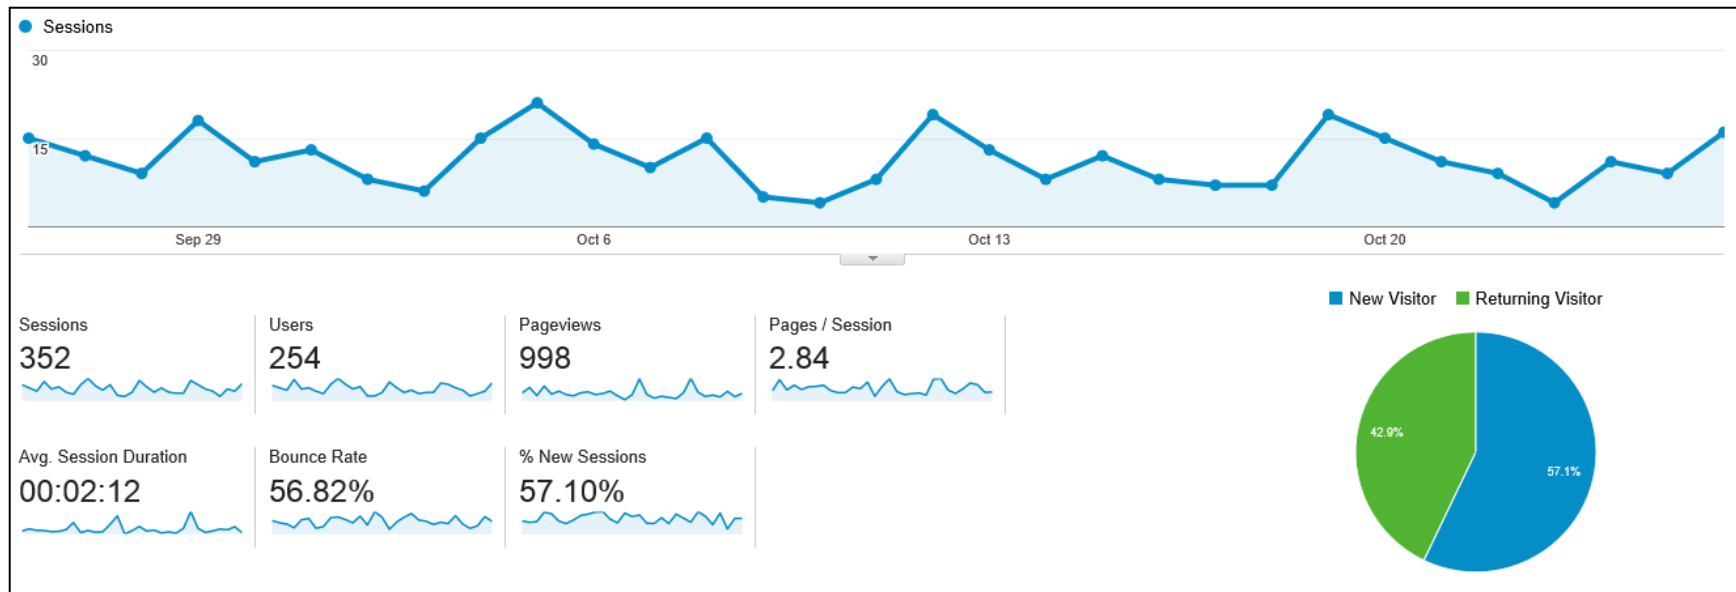 Sessions
30
15
Sep 29 Oct 6 Oct 13 Oct 20
New Visitor Returning Visitor
Sessions Users Pageviews Pages / Session
352 254 998 2.84
Avg. Session Duration Bounce Rate % New Sessions
00:02:12 56.82% 57.10%
42.9%
57.1%